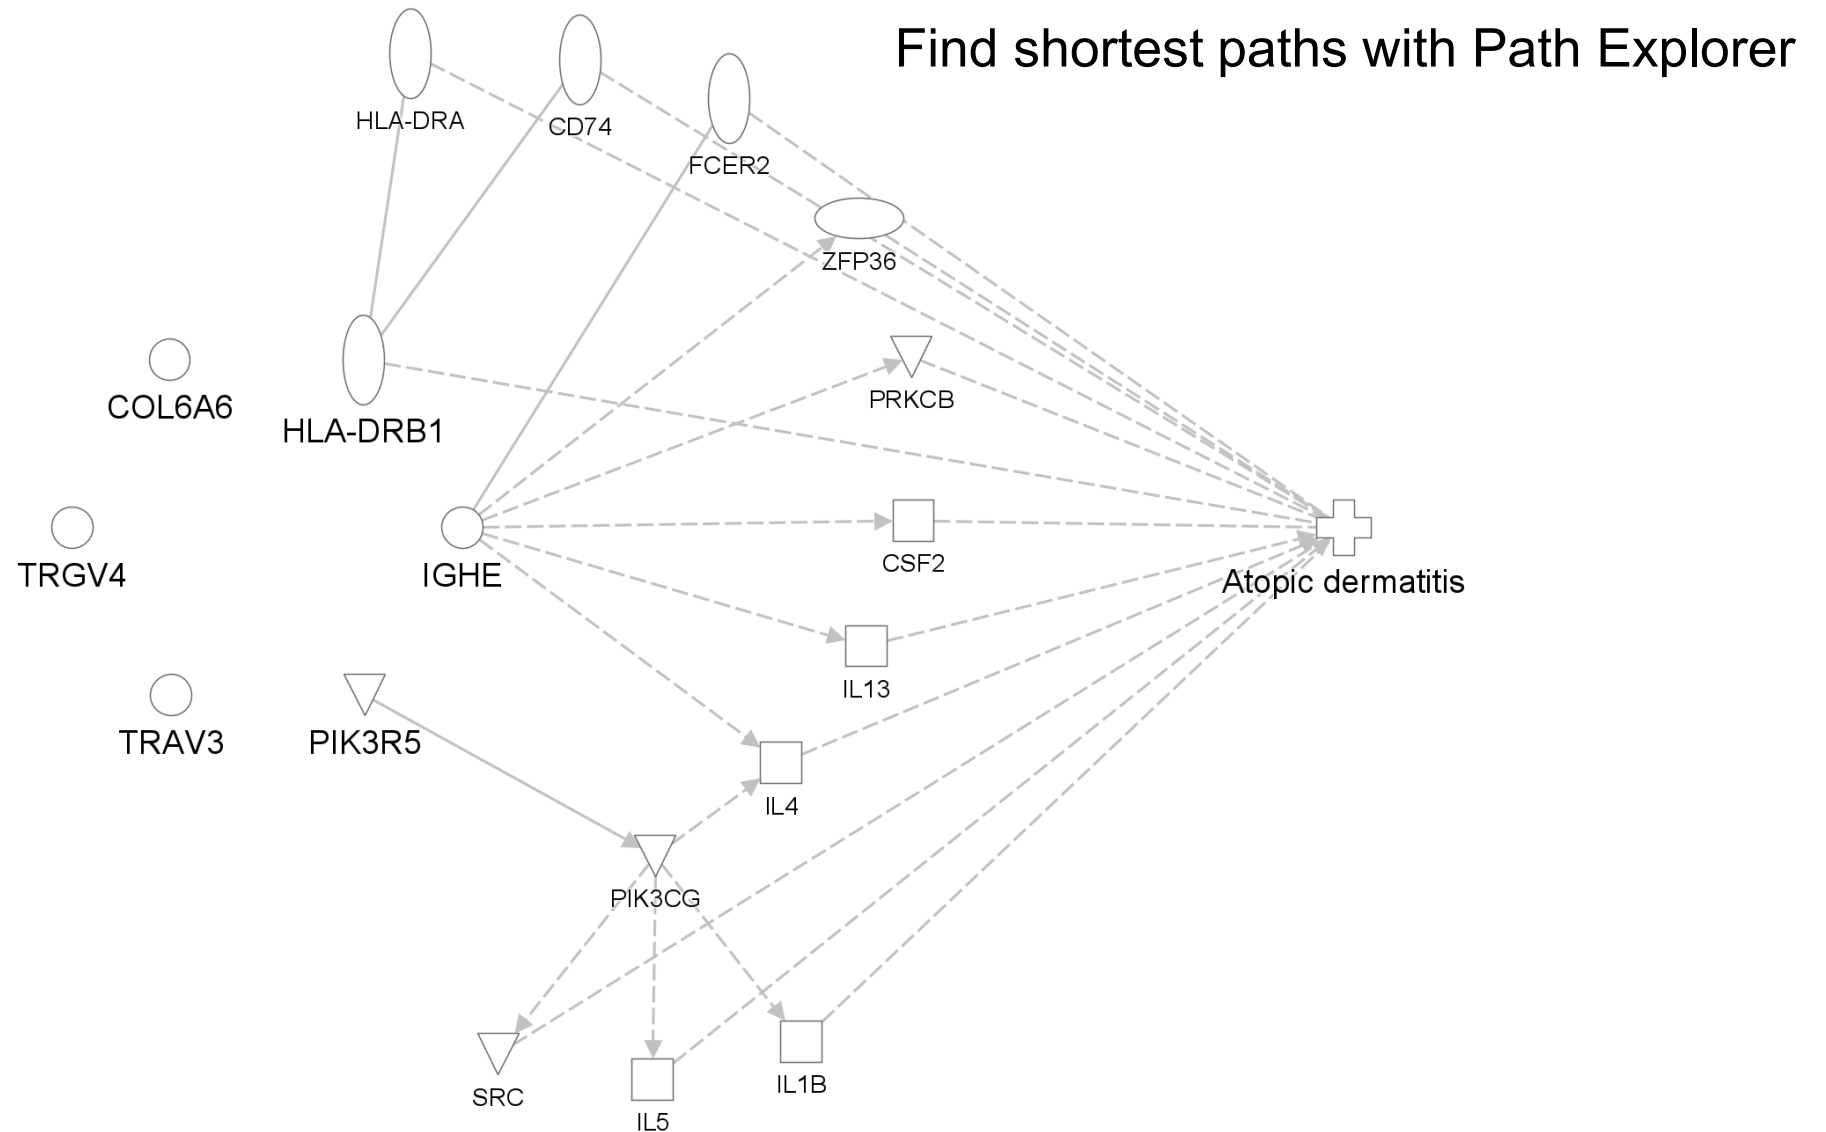 Find shortest paths with Path Explorer
HLA-DRA
CD74
FCER2
ZFP36
PRKCB
COL6A6
HLA-DRB1
CSF2
TRGV4
IGHE
Atopic dermatitis
IL13
TRAV3
PIK3R5
IL4
PIK3CG
SRC
IL5
IL1B